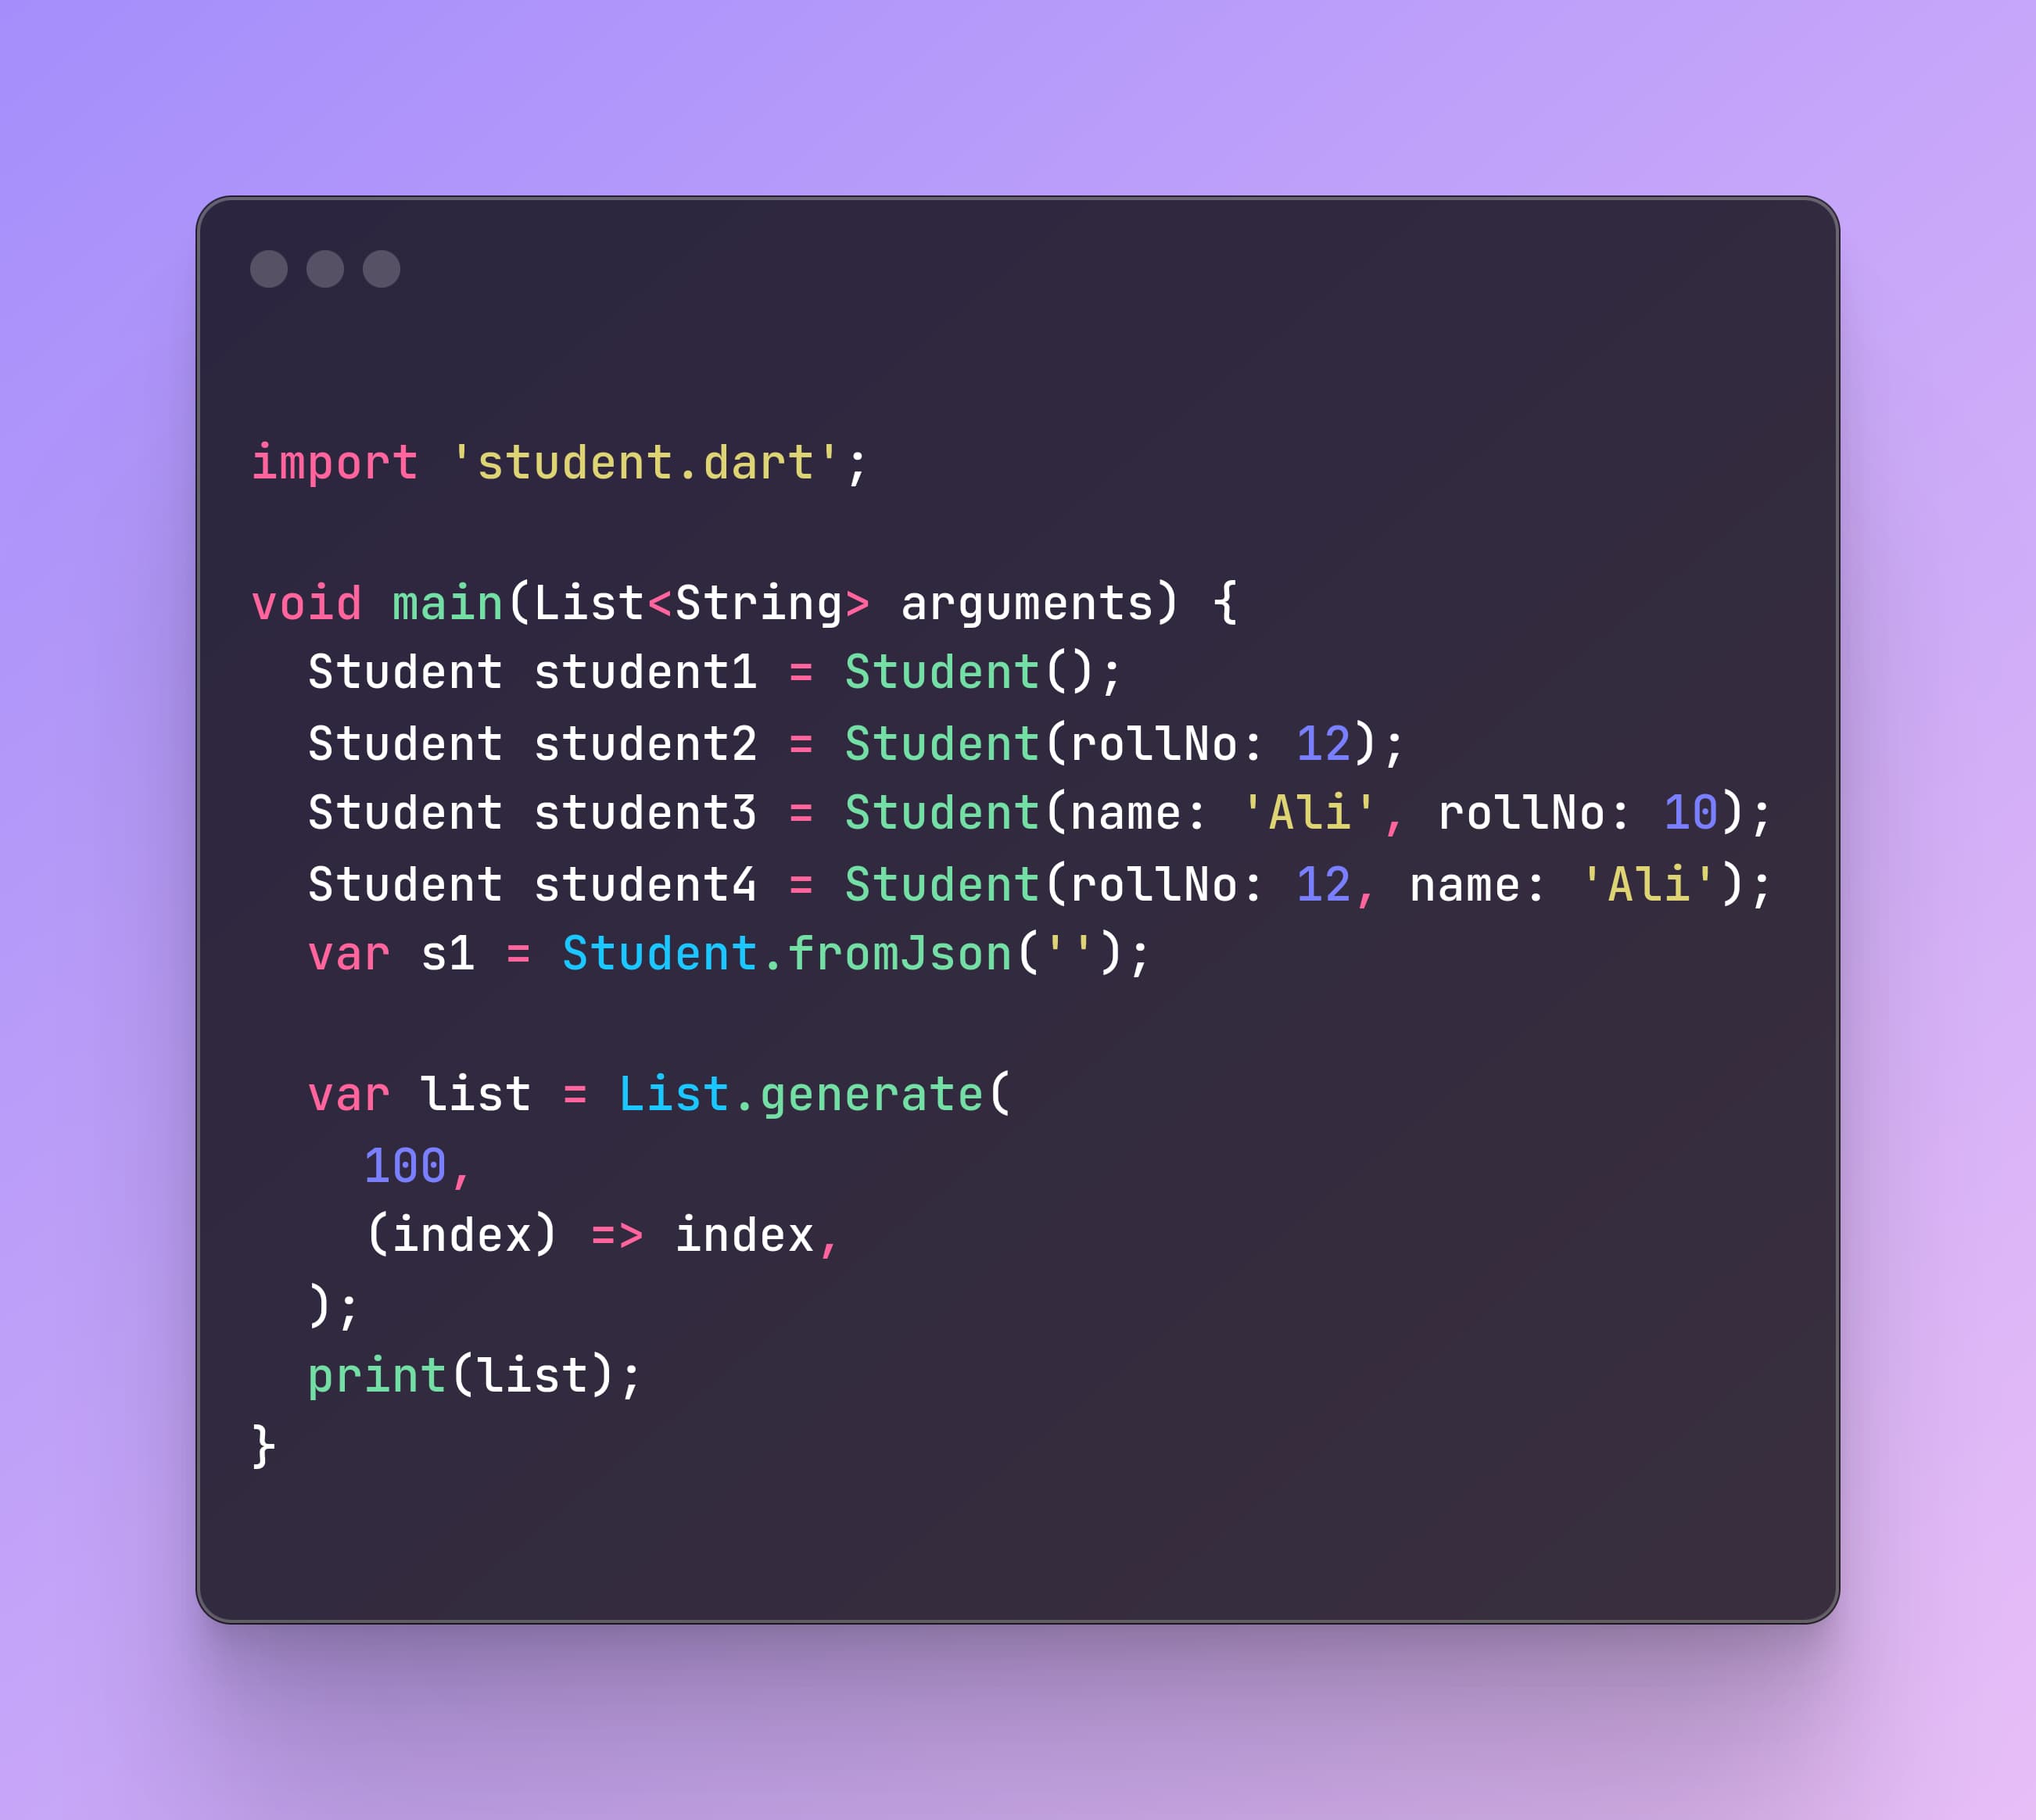 import 'student.dart';
void main(List<String> arguments) {
  Student student1 = Student();
  Student student2 = Student(rollNo: 12);
  Student student3 = Student(name: 'Ali', rollNo: 10);
  Student student4 = Student(rollNo: 12, name: 'Ali');
  var s1 = Student.fromJson('');
  var list = List.generate(
    100,
    (index) => index,
  );
  print(list);
}